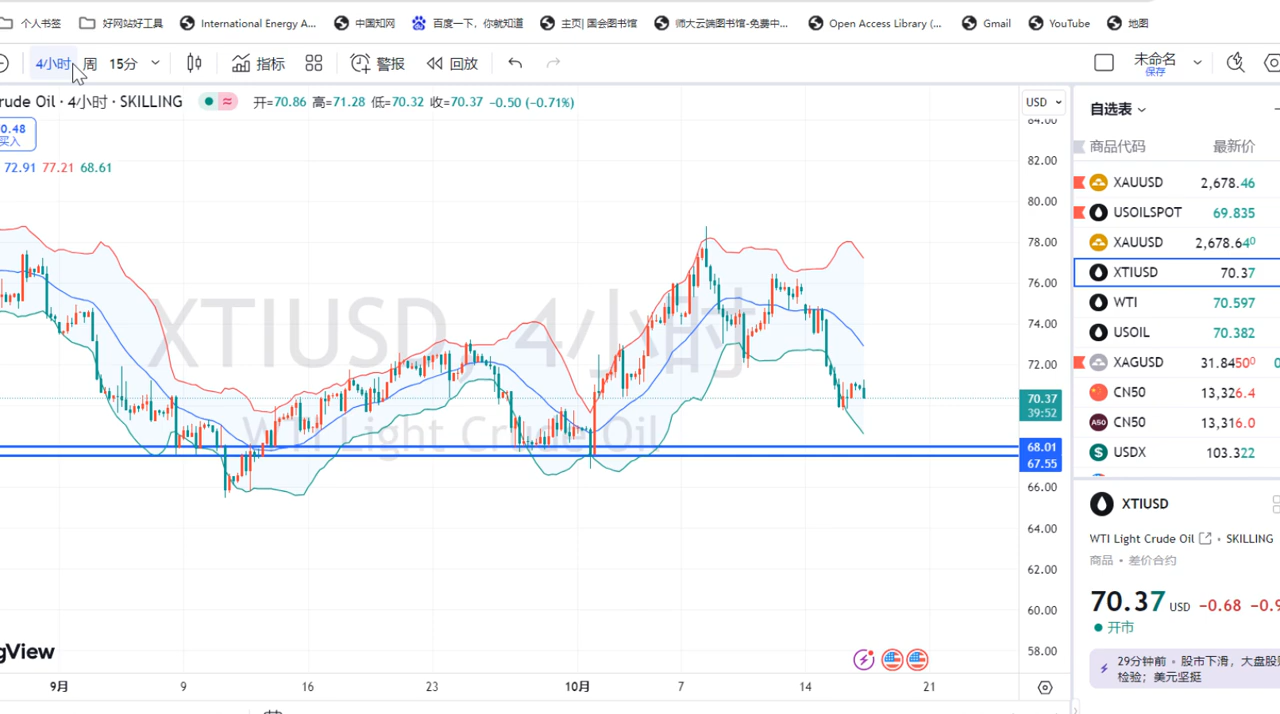 个人书签 好网站好工具 International Energy A... 中国知网 百度一下，你就知道 主页| 国会图书馆 师大云端图书馆-免费中... Open Access Library (... Gmail YouTube 地图
4小时 周 15分 指标 警报 回放 未命名
保存
rude Oil · 4小时 · SKILLING 开=70.86 高=71.28 低=70.32 收=70.37 −0.50 (−0.71%)
0.48
买入
72.91 77.21 68.61
XTIUSD, 4小时
WTI Light Crude Oil
USD
84.00
82.00
80.00
78.00
76.00
74.00
72.00
70.37
39:52
68.01
67.55
66.00
64.00
62.00
60.00
58.00
gView
9月 9 16 23 10月 7 14 21
自选表
商品代码 最新价
XAUUSD 2,678.46
USOILSPOT 69.835
XAUUSD 2,678.640
XTIUSD 70.37
WTI 70.597
USOIL 70.382
XAGUSD 31.84500 0
CN50 13,326.4
A50 CN50 13,316.0
USDX 103.322
XTIUSD
WTI Light Crude Oil • SKILLING
商品 • 差价合约
70.37 USD −0.68 −0.9
开市
29分钟前 • 股市下滑，大盘股
检验；美元坚挺